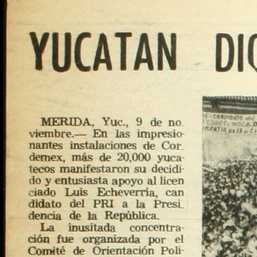 YUCATAN DI
MERIDA, Yuc., 9 de no
viembre.— En las impresio
nantes instalaciones de Cor
demex, más de 20,000 yuca
tecos manifestaron su decidi
do y entusiasta apoyo al licen
ciado Luis Echeverría, can
didato del PRI a la Presi
dencia de la República.
La inusitada concentra
ción fue organizada por el
Comité de Orientación Polí